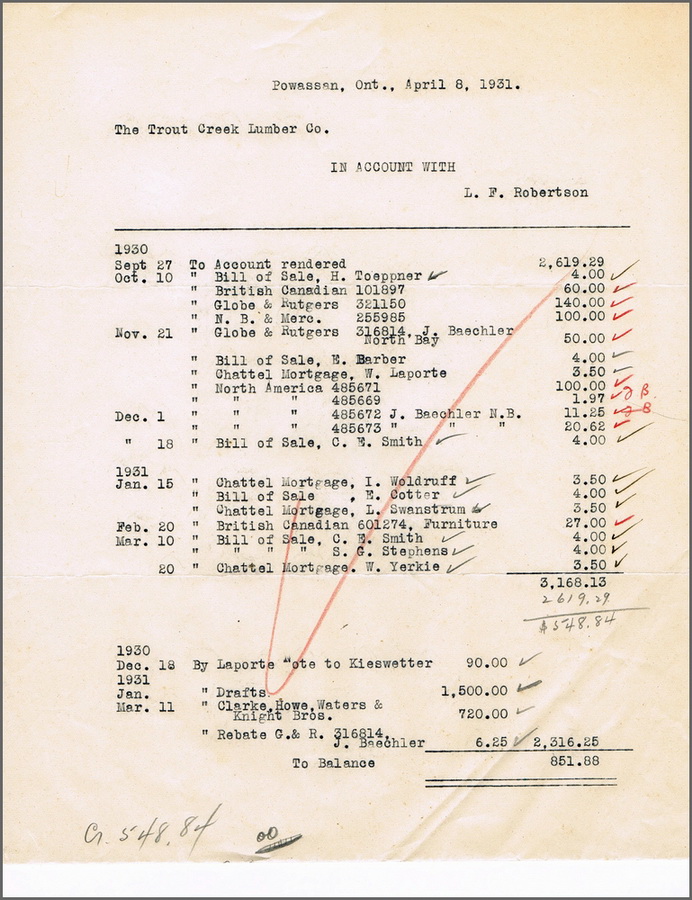 Powassan, Ont., April 8, 1931.
The Trout Creek Lumber Co.
IN ACCOUNT WITH
L. F. Robertson
1930
Sept 27 To Account rendered 2,619.29
Oct. 10 " Bill of Sale, H. Toeppner 4.00
" British Canadian 101897 60.00
" Globe & Rutgers 321150 140.00
" N. B. & Merc. 255985 100.00
Nov. 21 " Globe & Rutgers 316814, J. Baechler
North Bay 50.00
" Bill of Sale, E. Barber 4.00
" Chattel Mortgage, W. Laporte 3.50
" North America 485671 100.00
" " " 485669 1.97 J B.
Dec. 1 " " " 485672 J. Baechler N.B. 11.25 J B
" " " 485673 " " " 20.62
" 18 " Bill of Sale, C. E. Smith 4.00
1931
Jan. 15 " Chattel Mortgage, I. Woldruff 3.50
" Bill of Sale , E. Cotter 4.00
" Chattel Mortgage, L. Swanstrum 3.50
Feb. 20 " British Canadian 601274, Furniture 27.00
Mar. 10 " Bill of Sale, C. E. Smith 4.00
" " " " S. G. Stephens 4.00
20 " Chattel Mortgage. W. Yerkie 3.50
3,168.13
2619.29
$548.84
1930
Dec. 18 By Laporte Note to Kieswetter 90.00
1931
Jan. " Drafts. 1,500.00
Mar. 11 " Clarke,Howe,Waters &
Knight Bros. 720.00
" Rebate G.& R. 316814,
J. Baechler 6.25 2,316.25
To Balance 851.88
Cr. 548.84
00